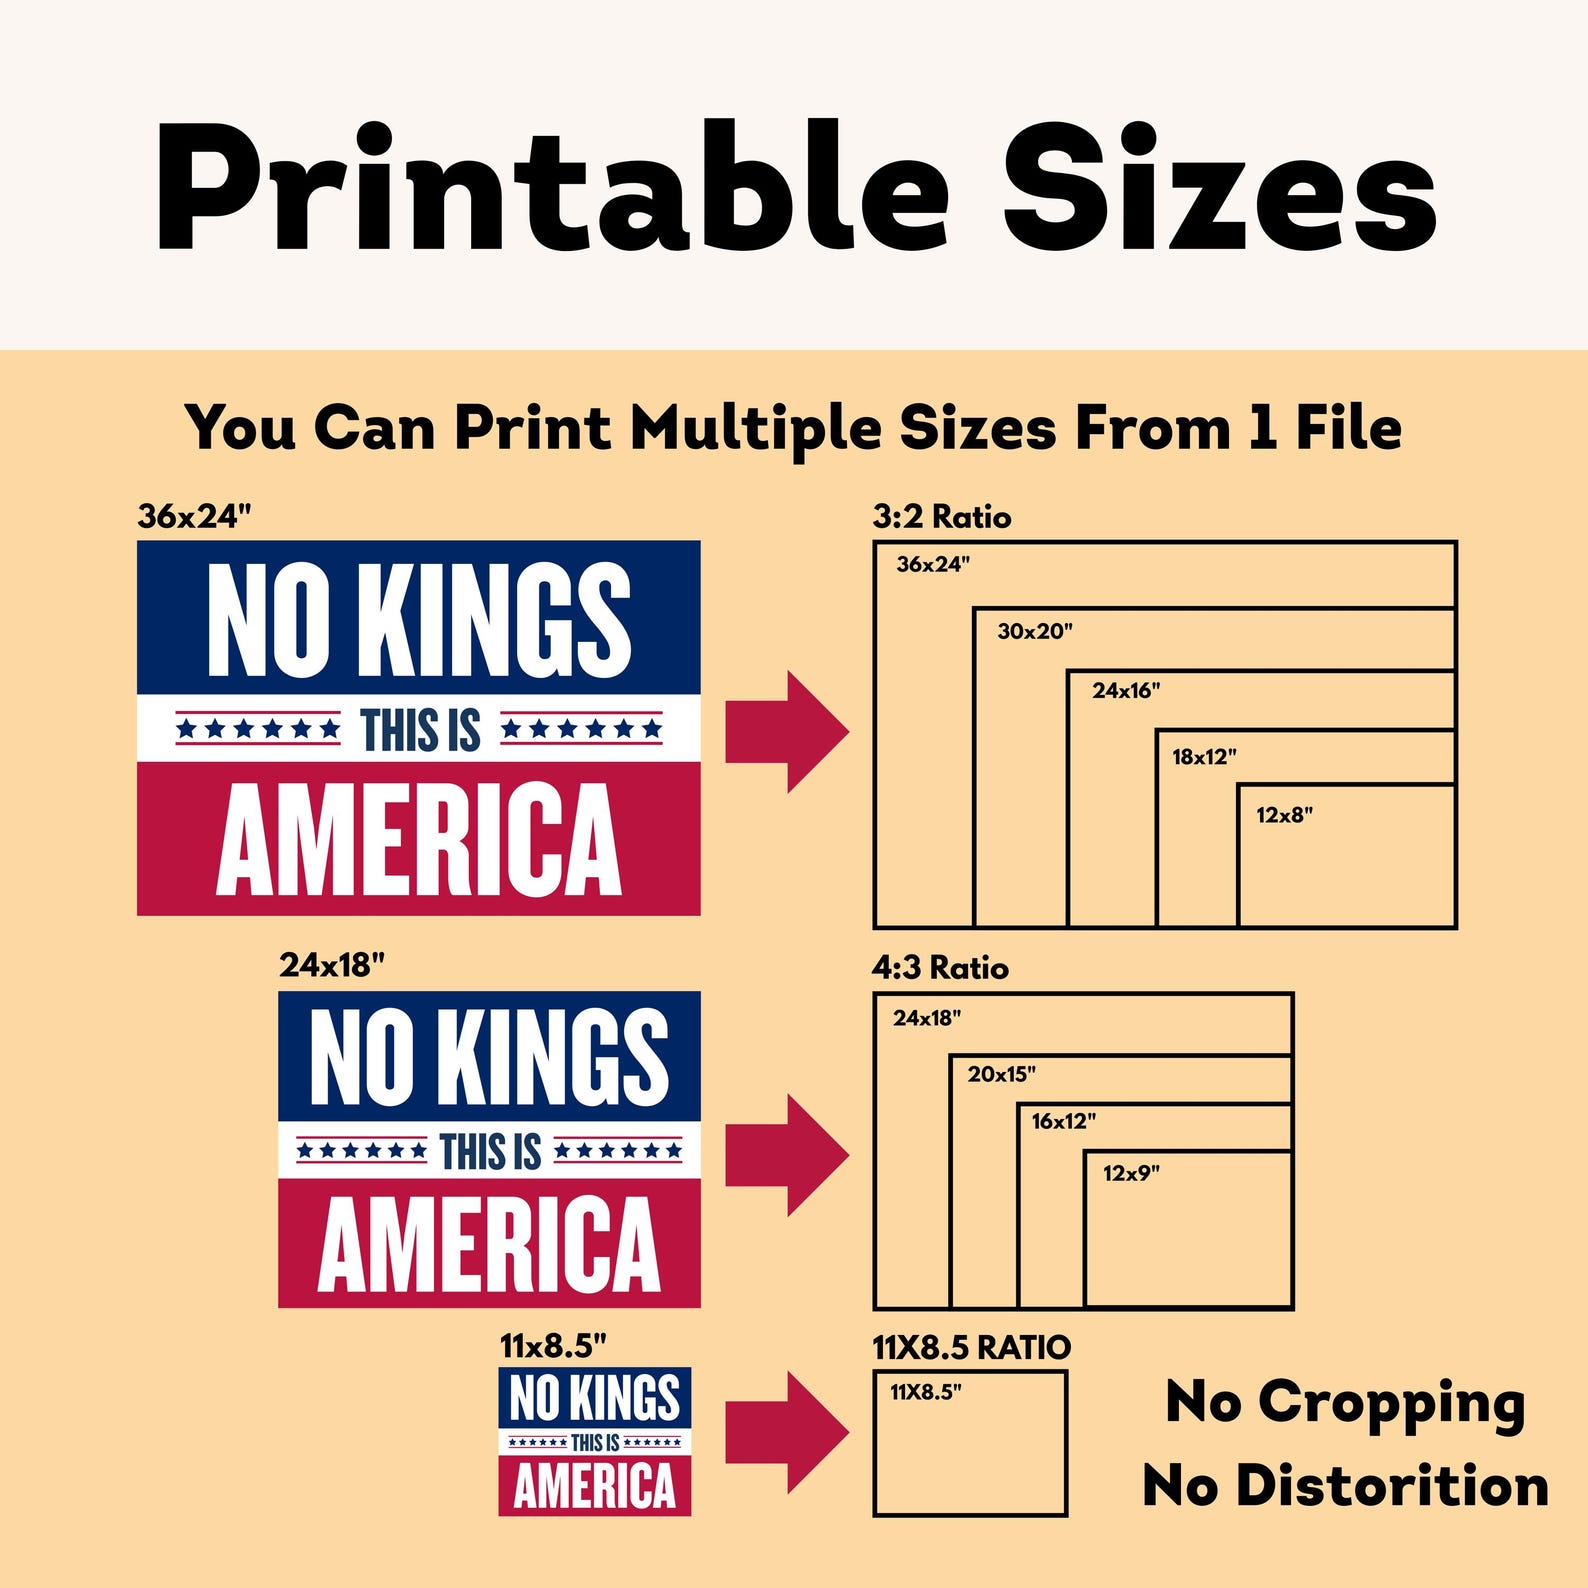 Printable Sizes
You Can Print Multiple Sizes From 1 File
36x24"
NO KINGS
THIS IS
AMERICA
3:2 Ratio
36x24"
30x20"
24x16"
18x12"
12x8"
24x18"
NO KINGS
THIS IS
AMERICA
4:3 Ratio
24x18"
20x15"
16x12"
12x9"
11x8.5"
NO KINGS
THIS IS
AMERICA
11X8.5 RATIO
11X8.5"
No Cropping
No Distorition